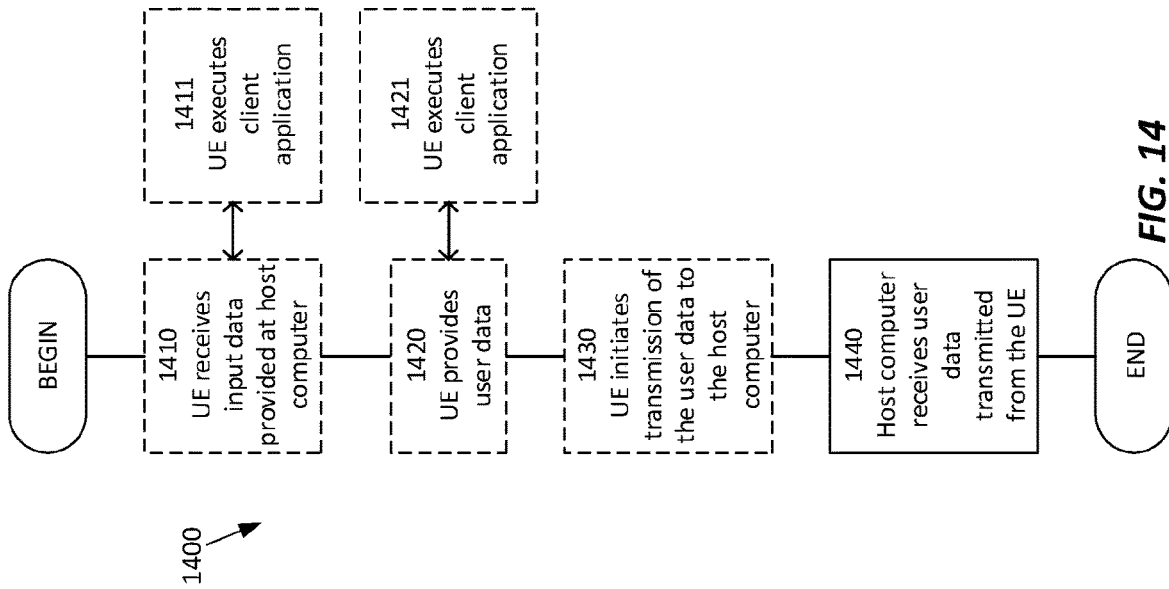 1400
BEGIN
1410
UE receives
input data
provided at host
computer
1411
UE executes
client
application
1420
UE provides
user data
1421
UE executes
client
application
1430
UE initiates
transmission of
the user data to
the host
computer
1440
Host computer
receives user
data
transmitted
from the UE
END
FIG. 14